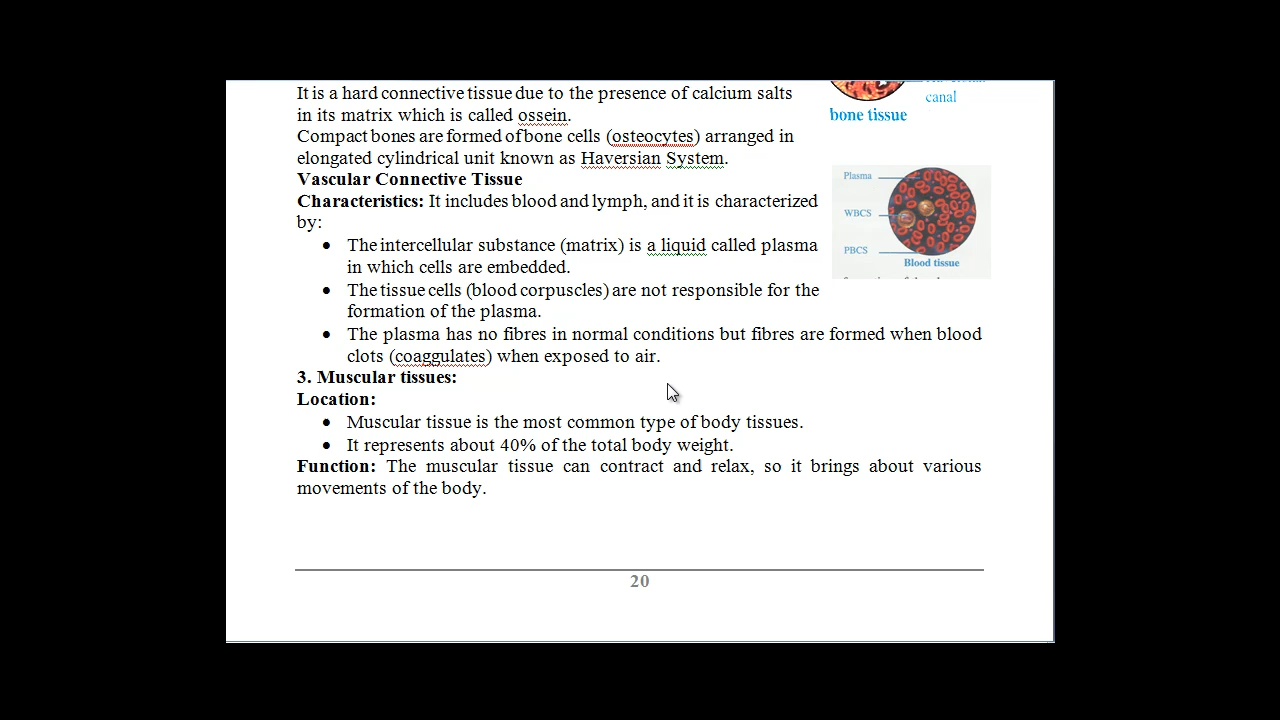 It is a hard connective tissue due to the presence of calcium salts
in its matrix which is called ossein.
Compact bones are formed of bone cells (osteocytes) arranged in
elongated cylindrical unit known as Haversian System.
canal
bone tissue
Vascular Connective Tissue
Characteristics: It includes blood and lymph, and it is characterized
by:
• The intercellular substance (matrix) is a liquid called plasma
in which cells are embedded.
• The tissue cells (blood corpuscles) are not responsible for the
formation of the plasma.
• The plasma has no fibres in normal conditions but fibres are formed when blood
clots (coaggulates) when exposed to air.
Plasma
WBCS
PBCS
Blood tissue
3. Muscular tissues:
Location:
• Muscular tissue is the most common type of body tissues.
• It represents about 40% of the total body weight.
Function: The muscular tissue can contract and relax, so it brings about various
movements of the body.
20